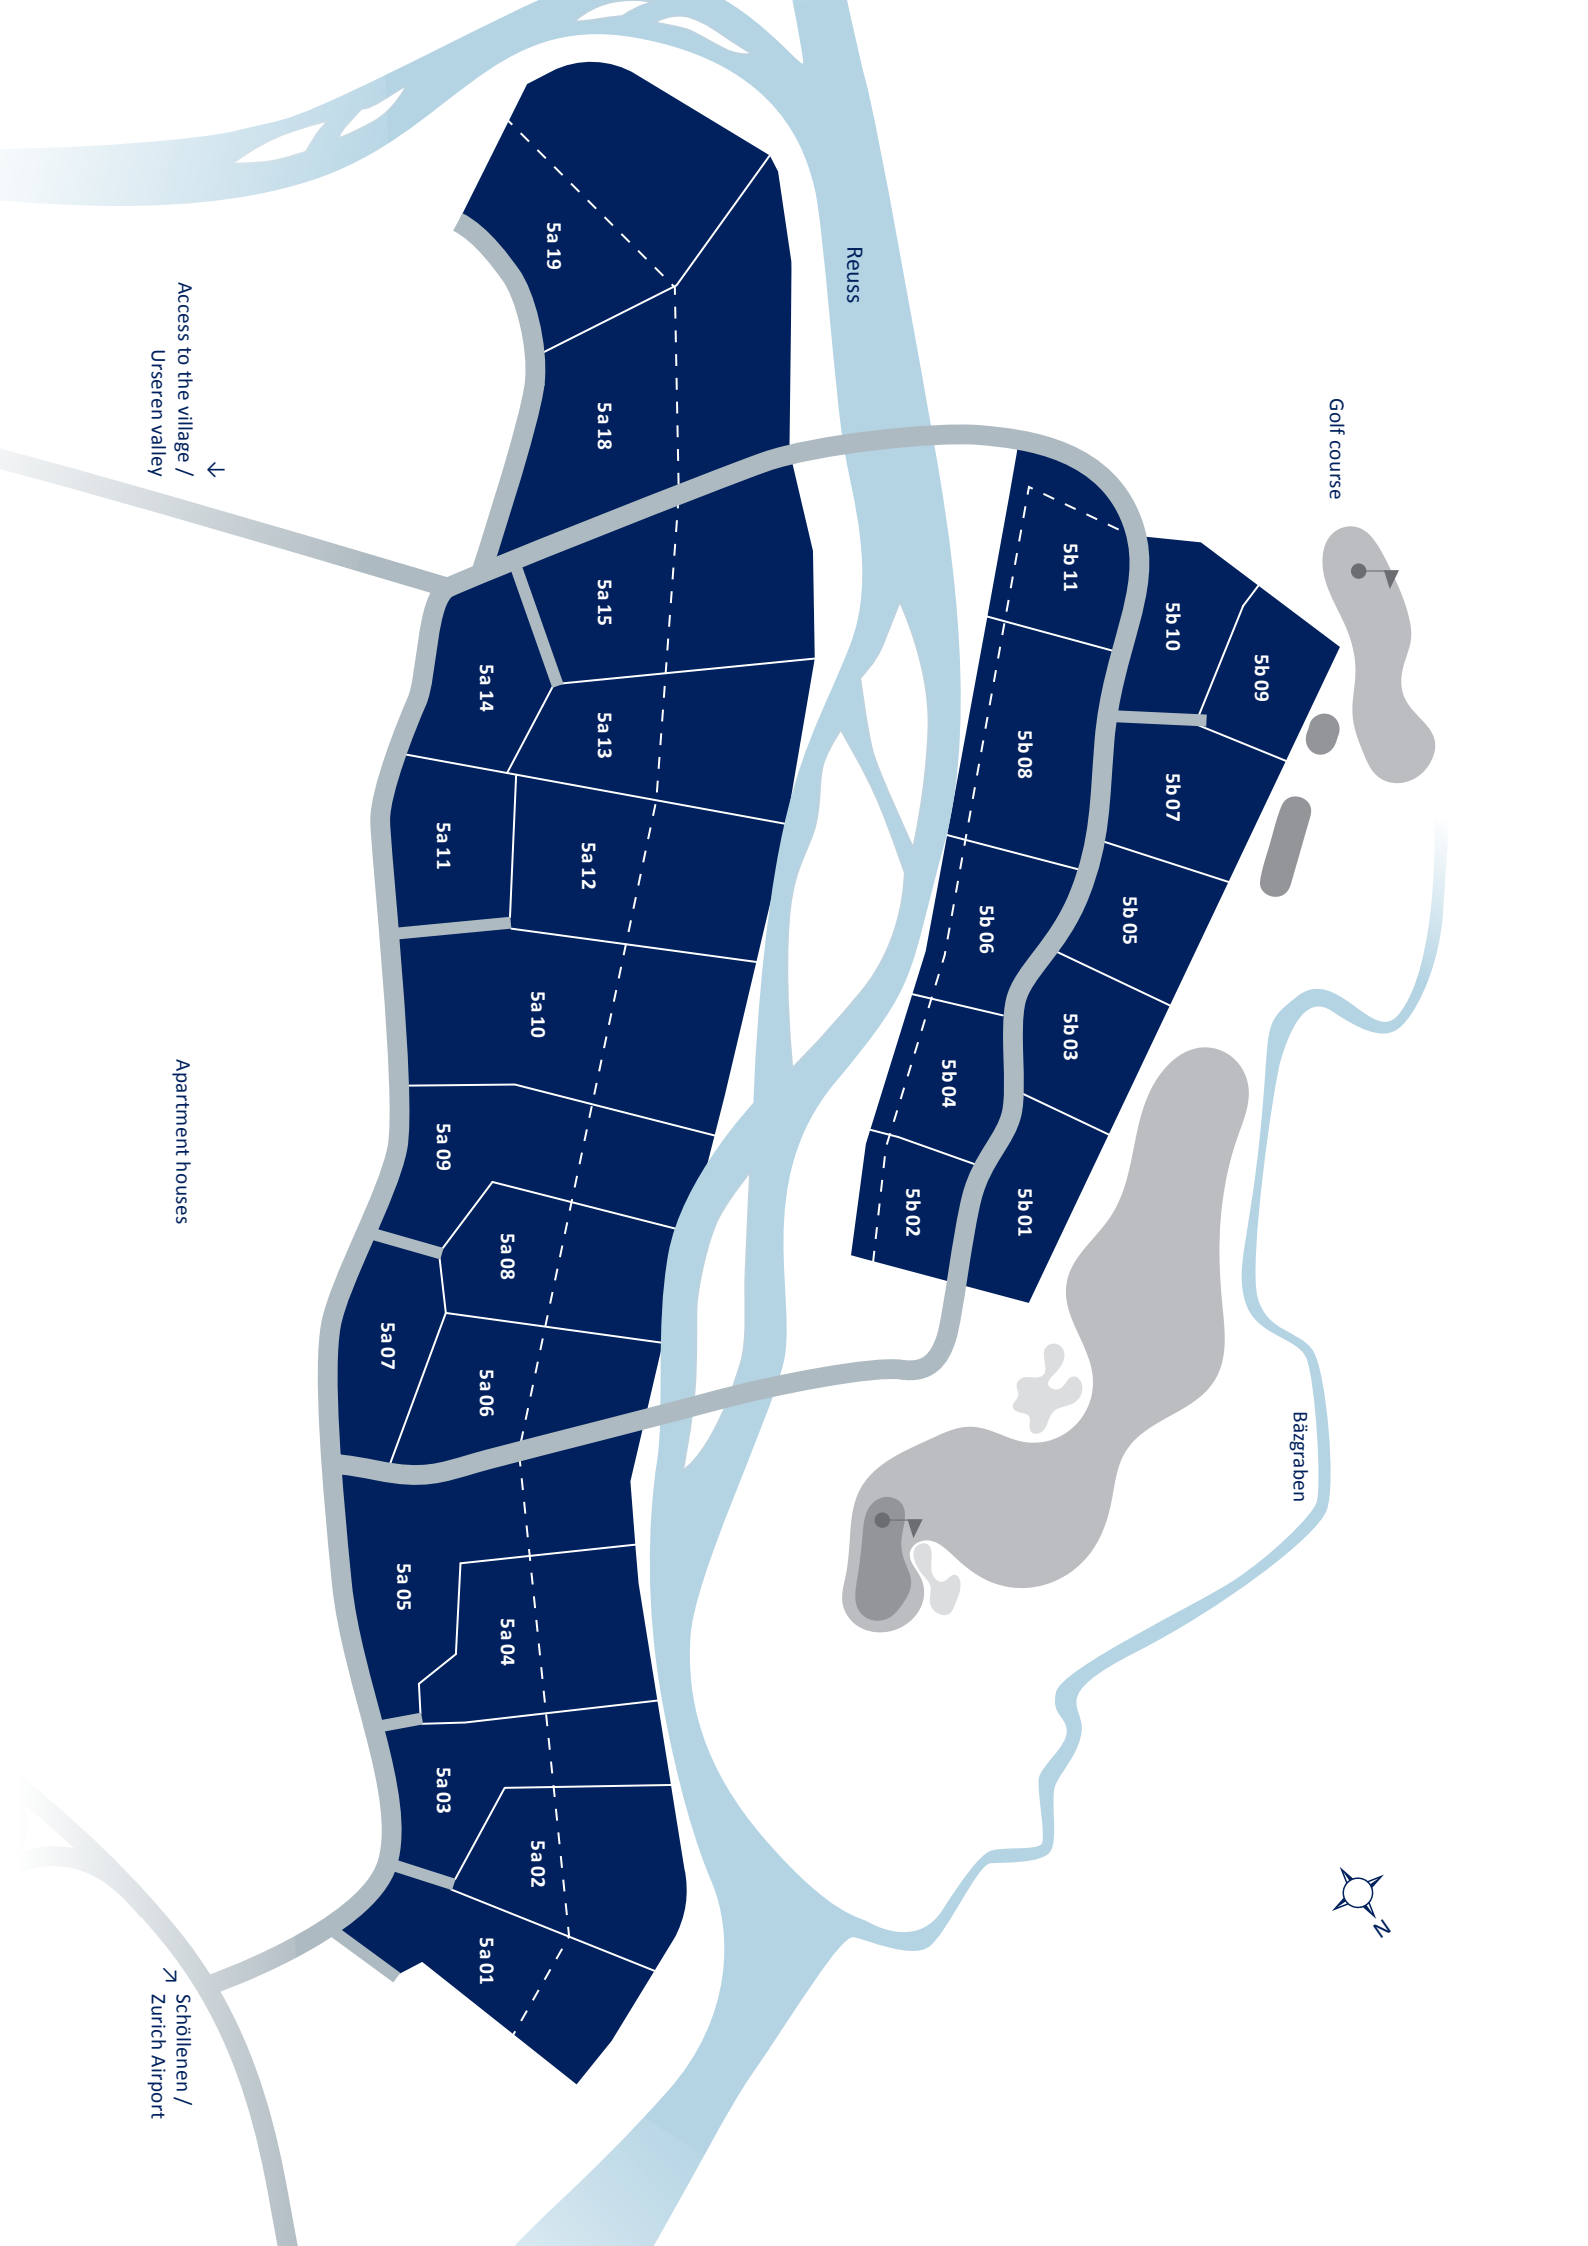 Golf course
Reuss
Access to the village /
Urseren valley
Apartment houses
Bäzgraben
Schöllenen /
Zurich Airport
N
5a 19
5a 18
5a 15
5a 14
5a 13
5a 12
5a 11
5a 10
5a 09
5a 08
5a 07
5a 06
5a 05
5a 04
5a 03
5a 02
5a 01
5b 11
5b 10
5b 09
5b 08
5b 07
5b 06
5b 05
5b 04
5b 03
5b 02
5b 01